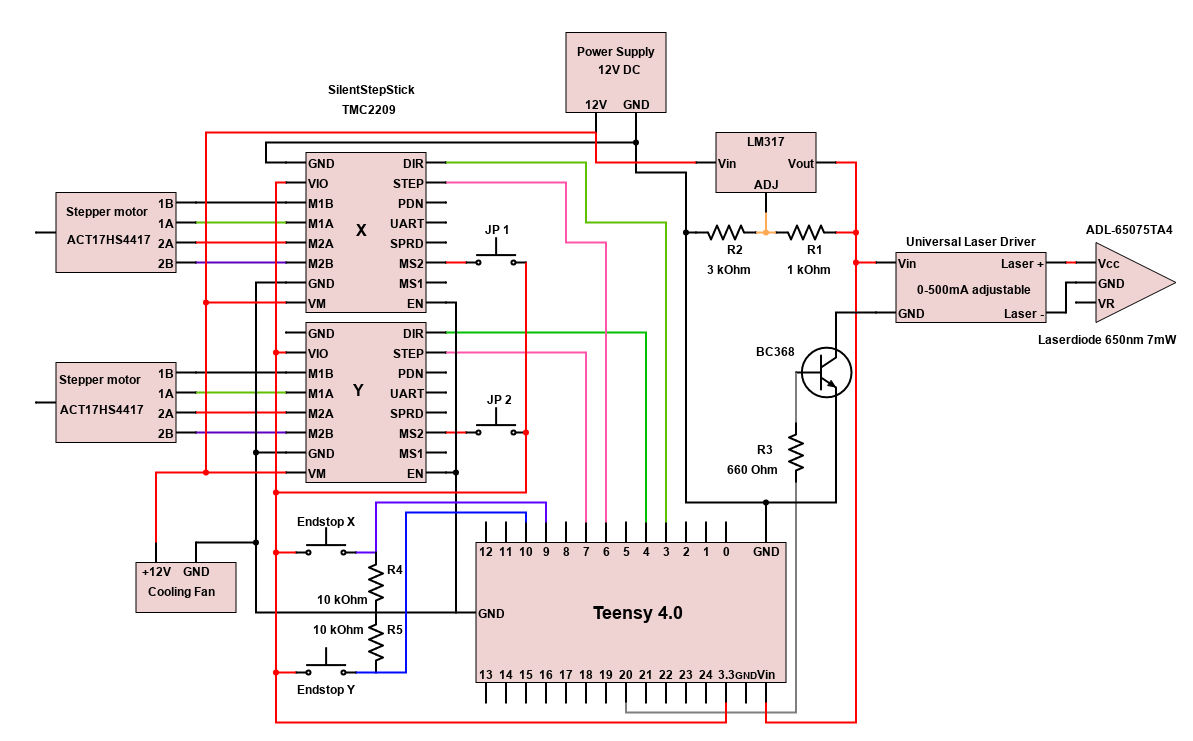 Power Supply
12V DC
12V GND
SilentStepStick
TMC2209
LM317
Vin Vout
ADJ
R2 R1
3 kOhm 1 kOhm
Stepper motor
ACT17HS4417
1B
1A
2A
2B
GND DIR
VIO STEP
M1B PDN
M1A X UART
M2A SPRD
M2B MS2
GND MS1
VM EN
JP 1
GND DIR
VIO STEP
M1B PDN
M1A Y UART
M2A SPRD
M2B MS2
GND MS1
VM EN
JP 2
Stepper motor
ACT17HS4417
1B
1A
2A
2B
Universal Laser Driver
Vin Laser +
0-500mA adjustable
GND Laser -
ADL-65075TA4
Vcc
GND
VR
Laserdiode 650nm 7mW
BC368
R3
660 Ohm
Endstop X
R4
10 kOhm
10 kOhm R5
Endstop Y
+12V GND
Cooling Fan
12 11 10 9 8 7 6 5 4 3 2 1 0 GND
GND Teensy 4.0
13 14 15 16 17 18 19 20 21 22 23 24 3.3 GND Vin